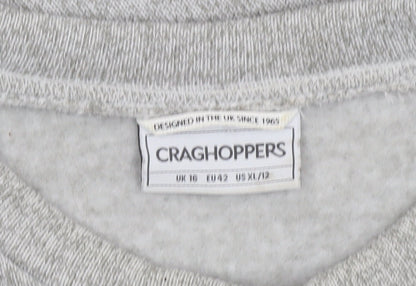 DESIGNED IN THE UK SINCE 1965
CRAGHOPPERS
UK 16 EU 42 US XL/12